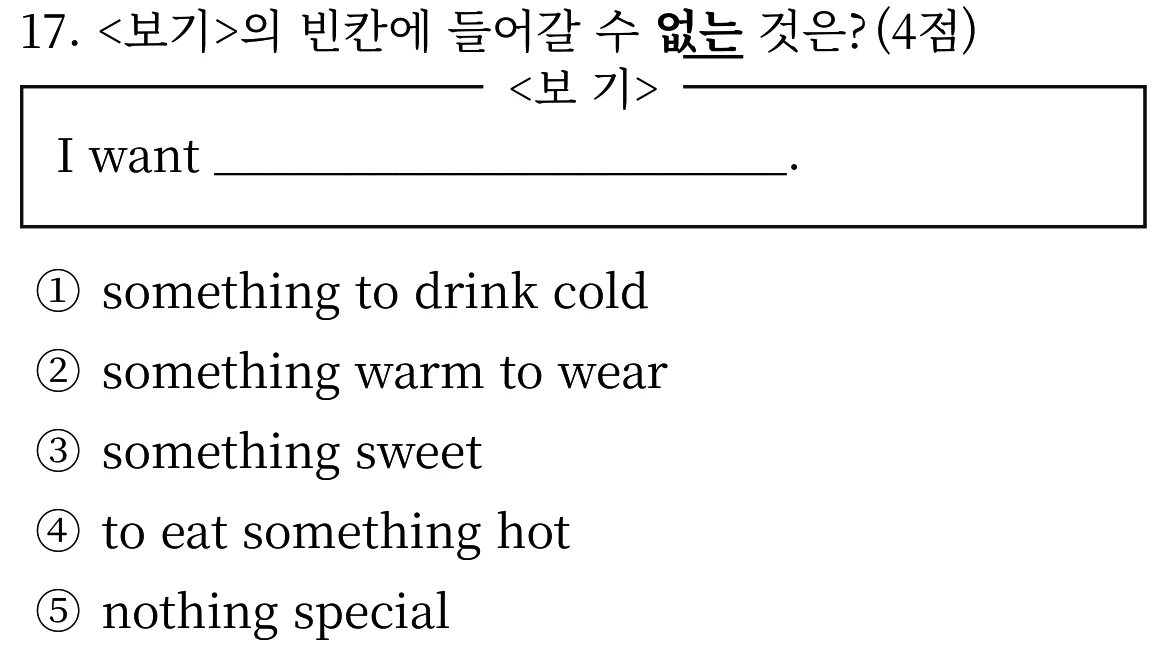 17. <보기>의 빈칸에 들어갈 수 없는 것은? (4점)
<보 기>
I want ______________________.
① something to drink cold
② something warm to wear
③ something sweet
④ to eat something hot
⑤ nothing special